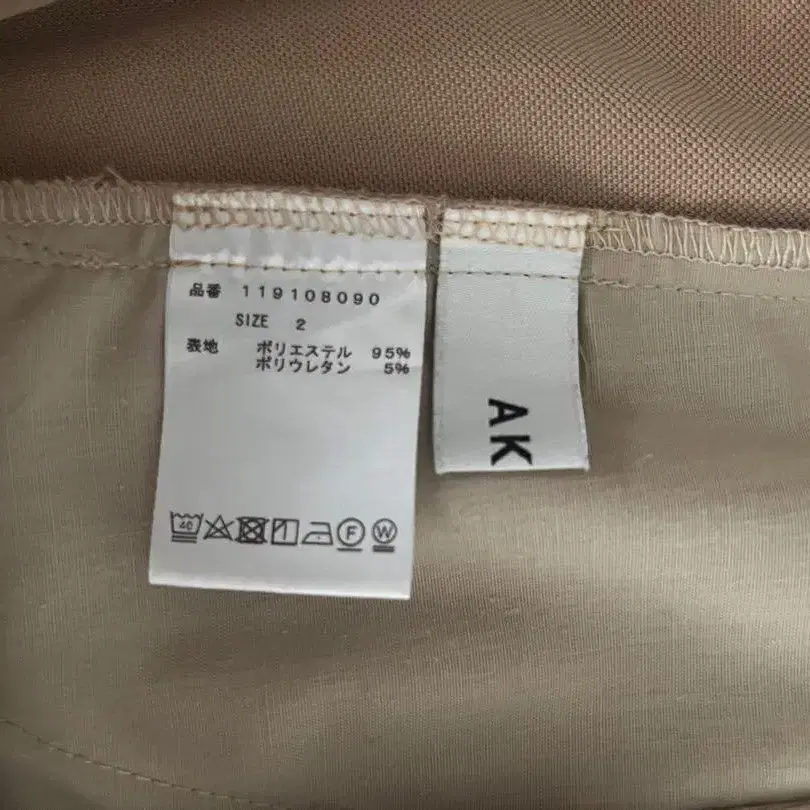 品番 119108090
SIZE 2
表地 ポリエステル 95%
ポリウレタン 5%
40
F
W
AK